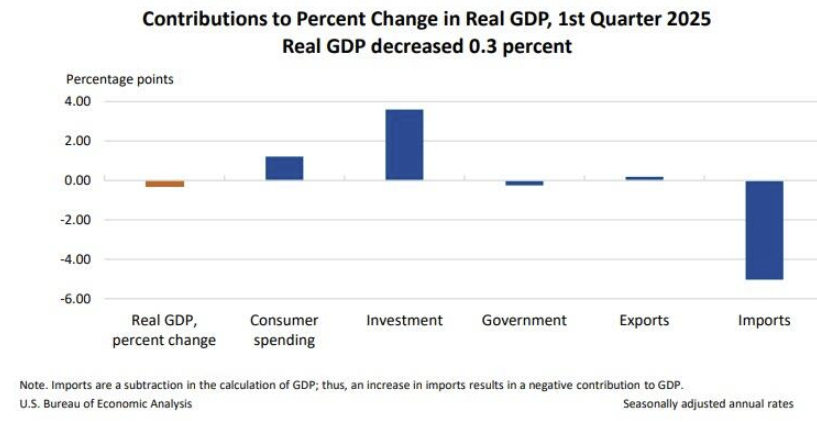 Contributions to Percent Change in Real GDP, 1st Quarter 2025
Real GDP decreased 0.3 percent
Percentage points
4.00
2.00
0.00
-2.00
-4.00
-6.00
Real GDP, percent change
Consumer spending
Investment
Government
Exports
Imports
Note. Imports are a subtraction in the calculation of GDP; thus, an increase in imports results in a negative contribution to GDP.
U.S. Bureau of Economic Analysis
Seasonally adjusted annual rates